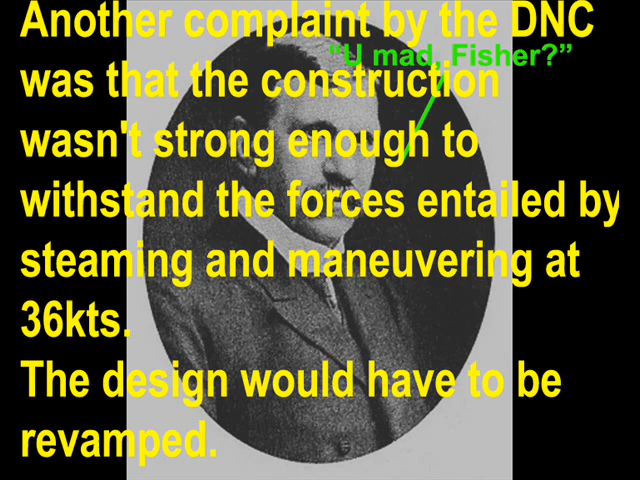 Another complaint by the DNC
"U mad, Fisher?"
was that the construction
wasn't strong enough to
withstand the forces entailed by
steaming and maneuvering at
36kts.
The design would have to be
revamped.